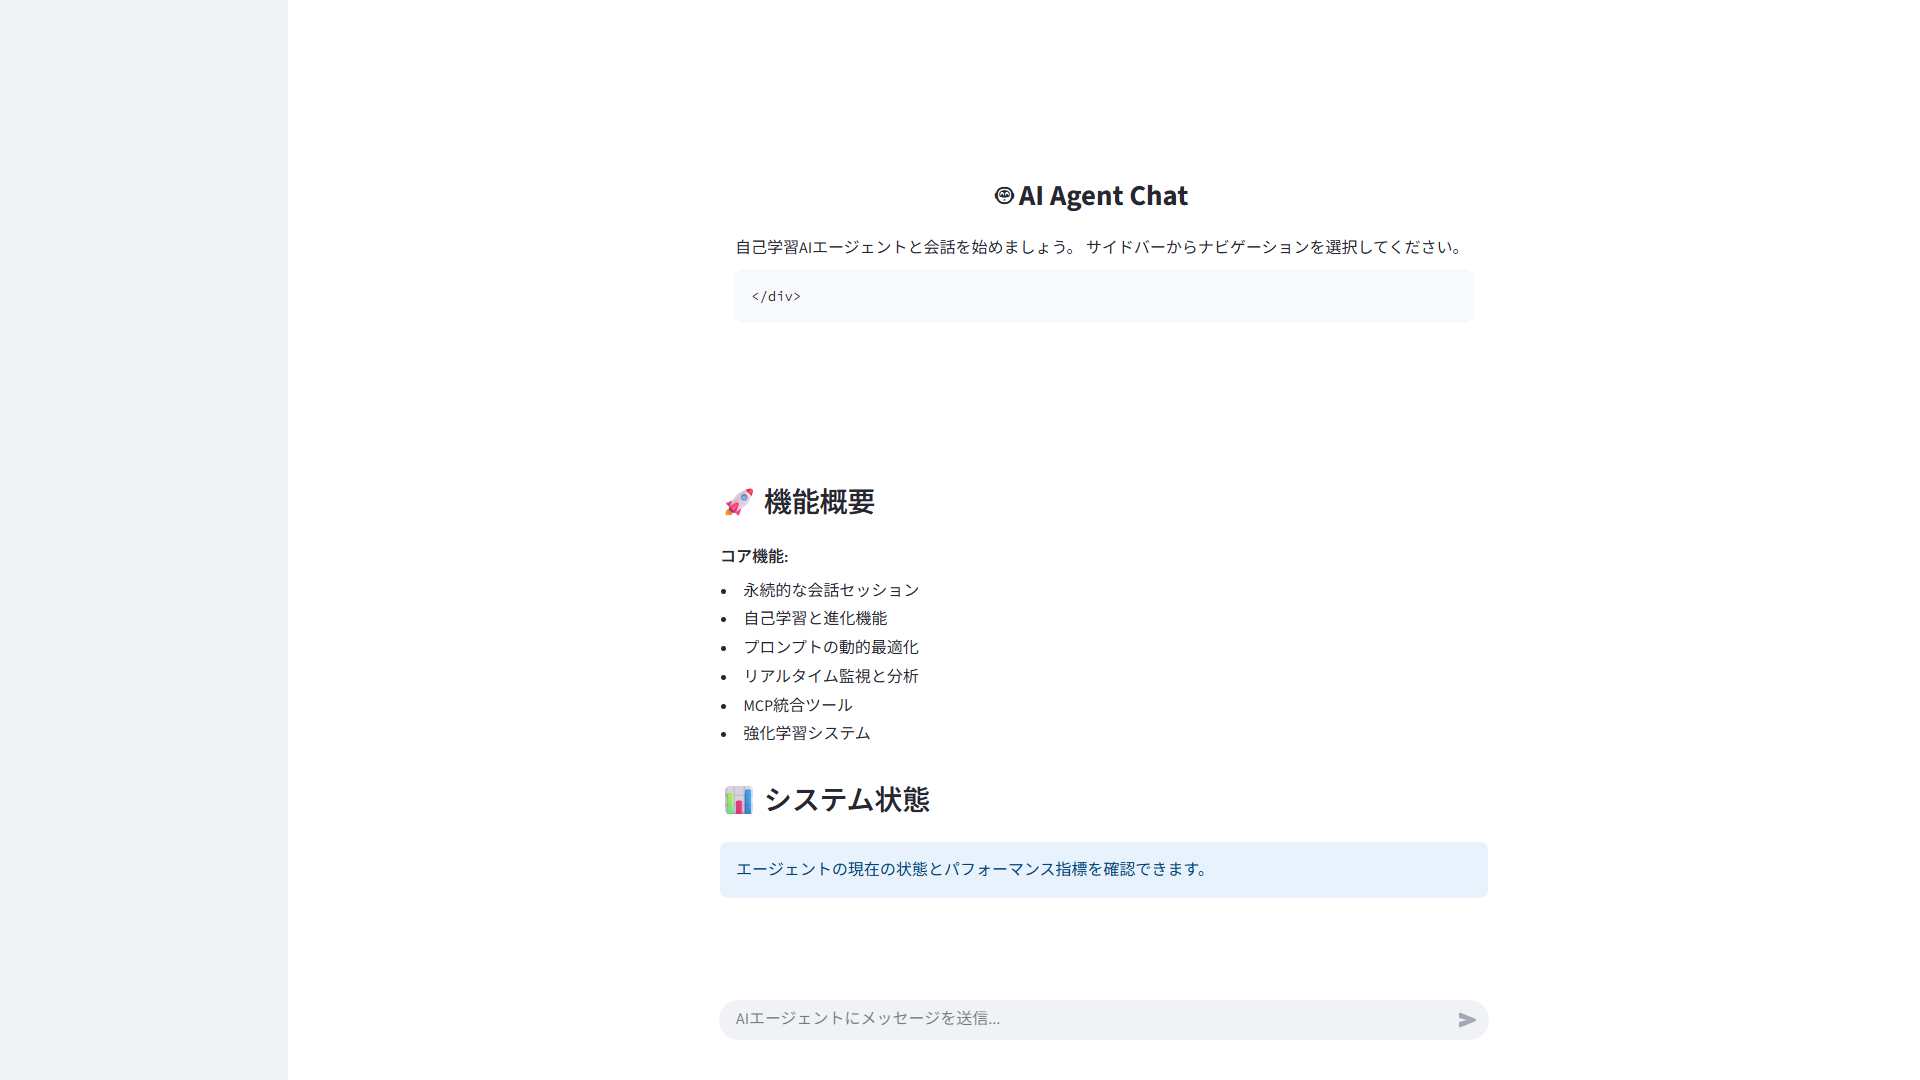 AI Agent Chat
自己学習AIエージェントと会話を始めましょう。 サイドバーからナビゲーションを選択してください。
</div>
🚀 機能概要
コア機能:
• 永続的な会話セッション
• 自己学習と進化機能
• プロンプトの動的最適化
• リアルタイム監視と分析
• MCP統合ツール
• 強化学習システム
📊 システム状態
エージェントの現在の状態とパフォーマンス指標を確認できます。
AIエージェントにメッセージを送信...